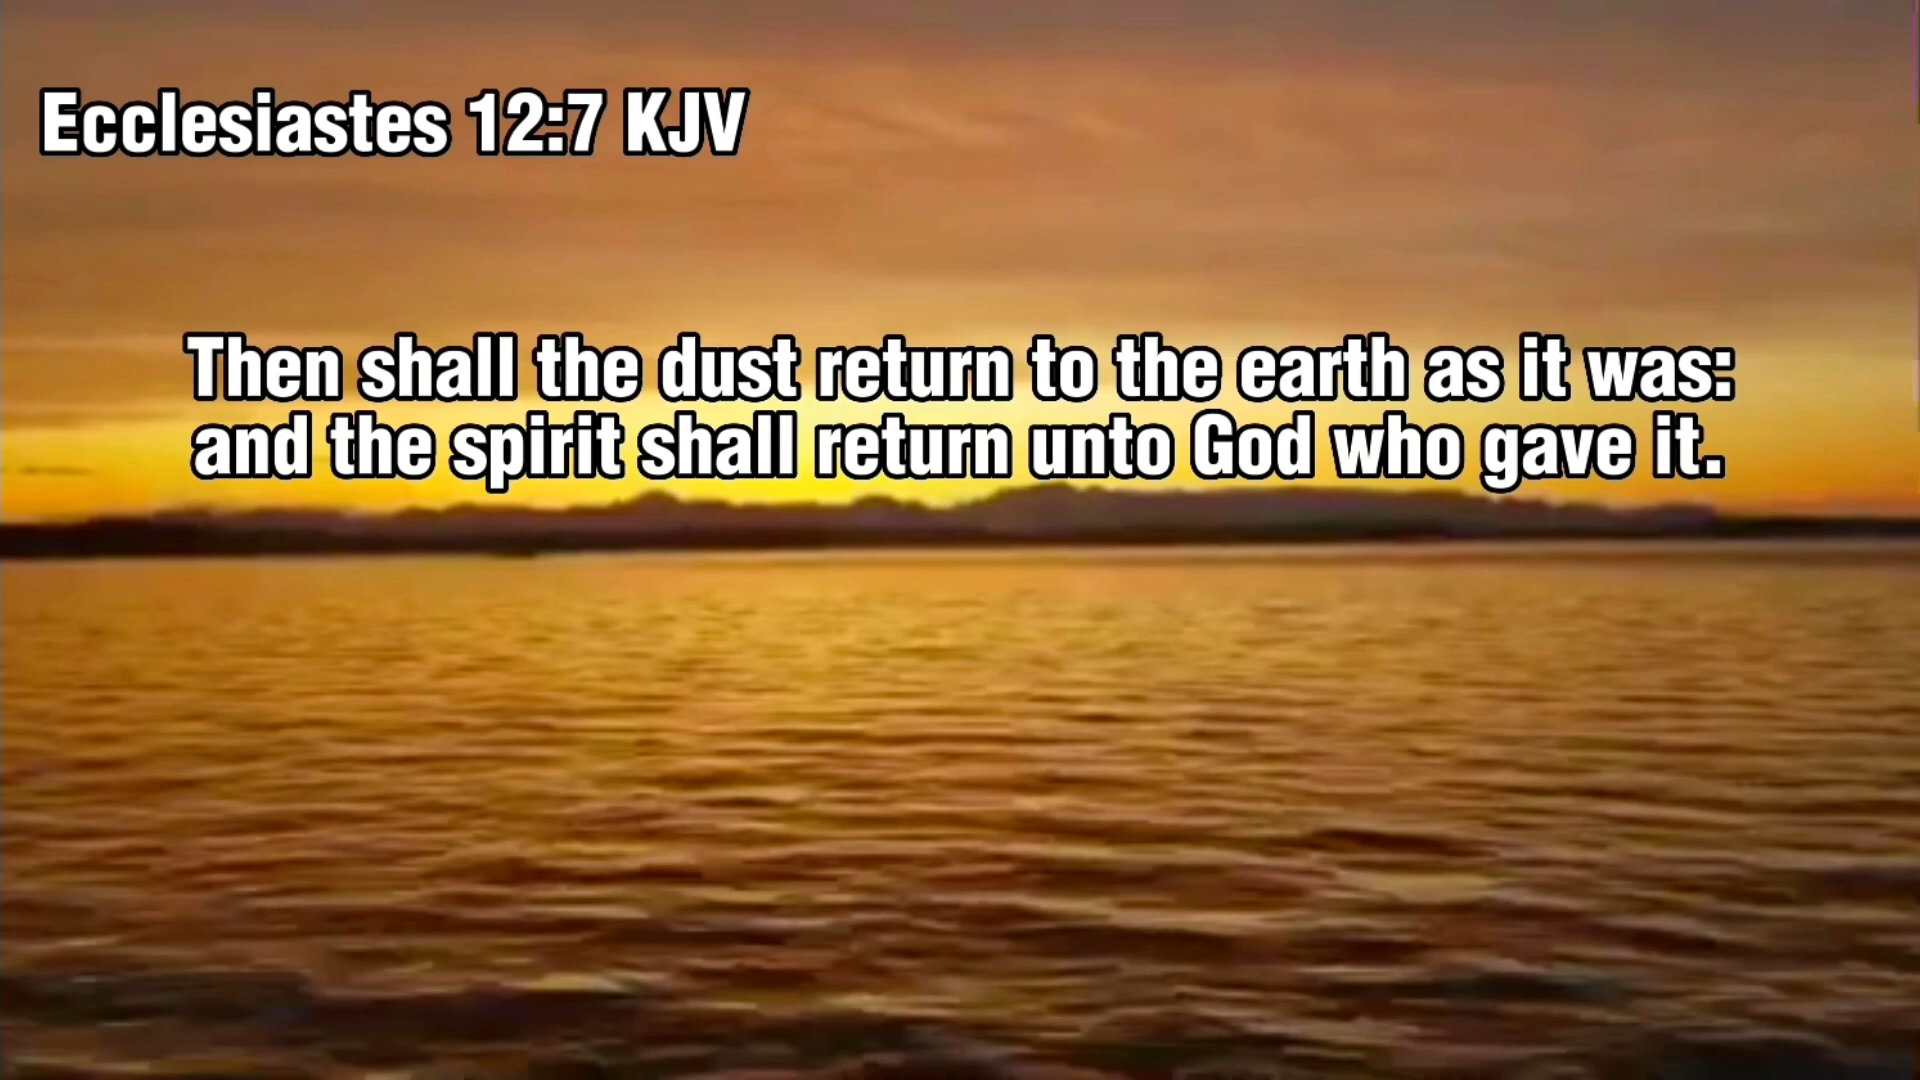 Ecclesiastes 12:7 KJV
Then shall the dust return to the earth as it was:
and the spirit shall return unto God who gave it.